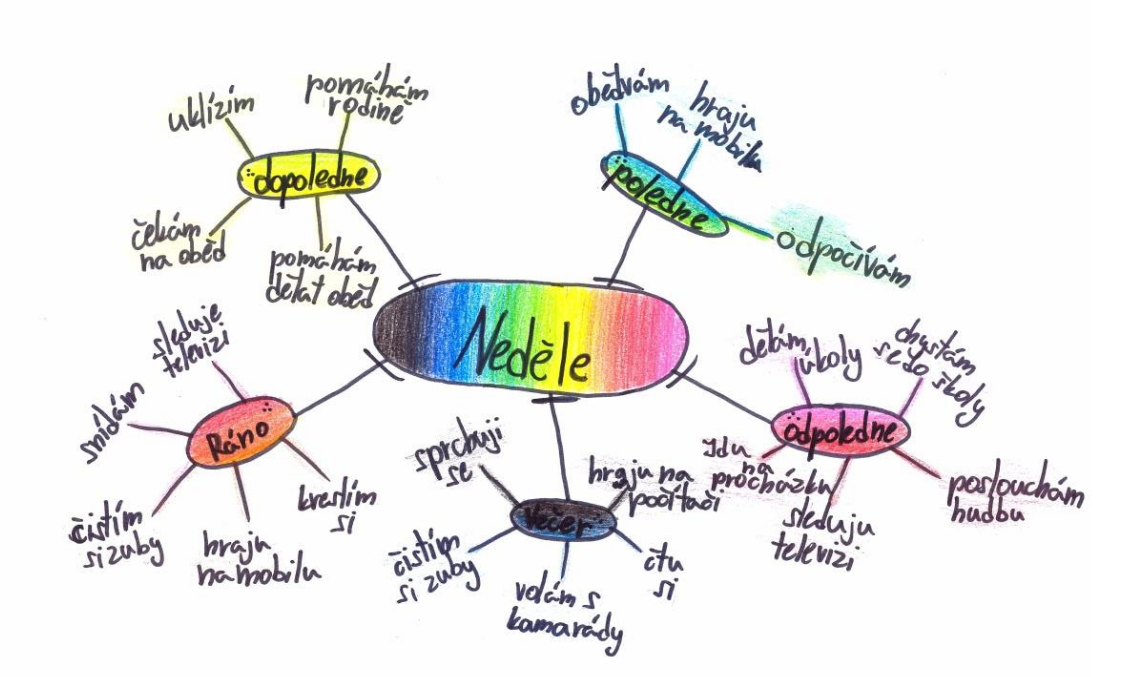 uklízím
pomáhám
rodině
dopoledne
čekám
na oběd
pomáhám
dělat oběd
obědvám
hraju
na mobilu
poledne
odpočívám
Neděle
sleduje
televizi
snídám
Ráno
čistím
si zuby
hraju
na mobilu
kreslím
si
sprchuji
se
hraju na
počítači
Večer
čistím
si zuby
volám s
kamarády
čtu
si
dělám
úkoly
chystám
se do školy
odpoledne
Jdu
na
procházku
sleduju
televizi
poslouchám
hudbu